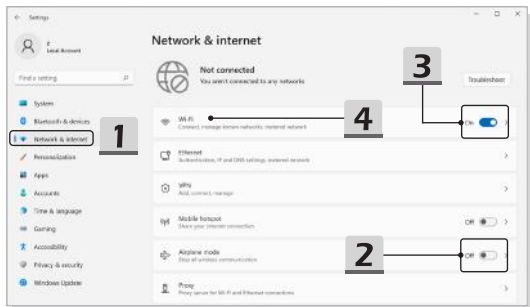 Settings
Network & internet
Local Account
Not connected
You aren't connected to any networks
Troubleshoot
Find a setting
3
System
Bluetooth & devices
Network & internet
Personalization
Apps
Accounts
Time & language
Gaming
Accessibility
Privacy & security
Windows Update
1
Wi-Fi
Connect, manage known networks, metered network
4
On
Ethernet
Authentication, IP and DNS settings, metered network
VPN
Add, connect, manage
Mobile hotspot
Share your internet connection
Off
Airplane mode
Stop all wireless communication
2
Off
Proxy
Proxy server for Wi-Fi and Ethernet connections